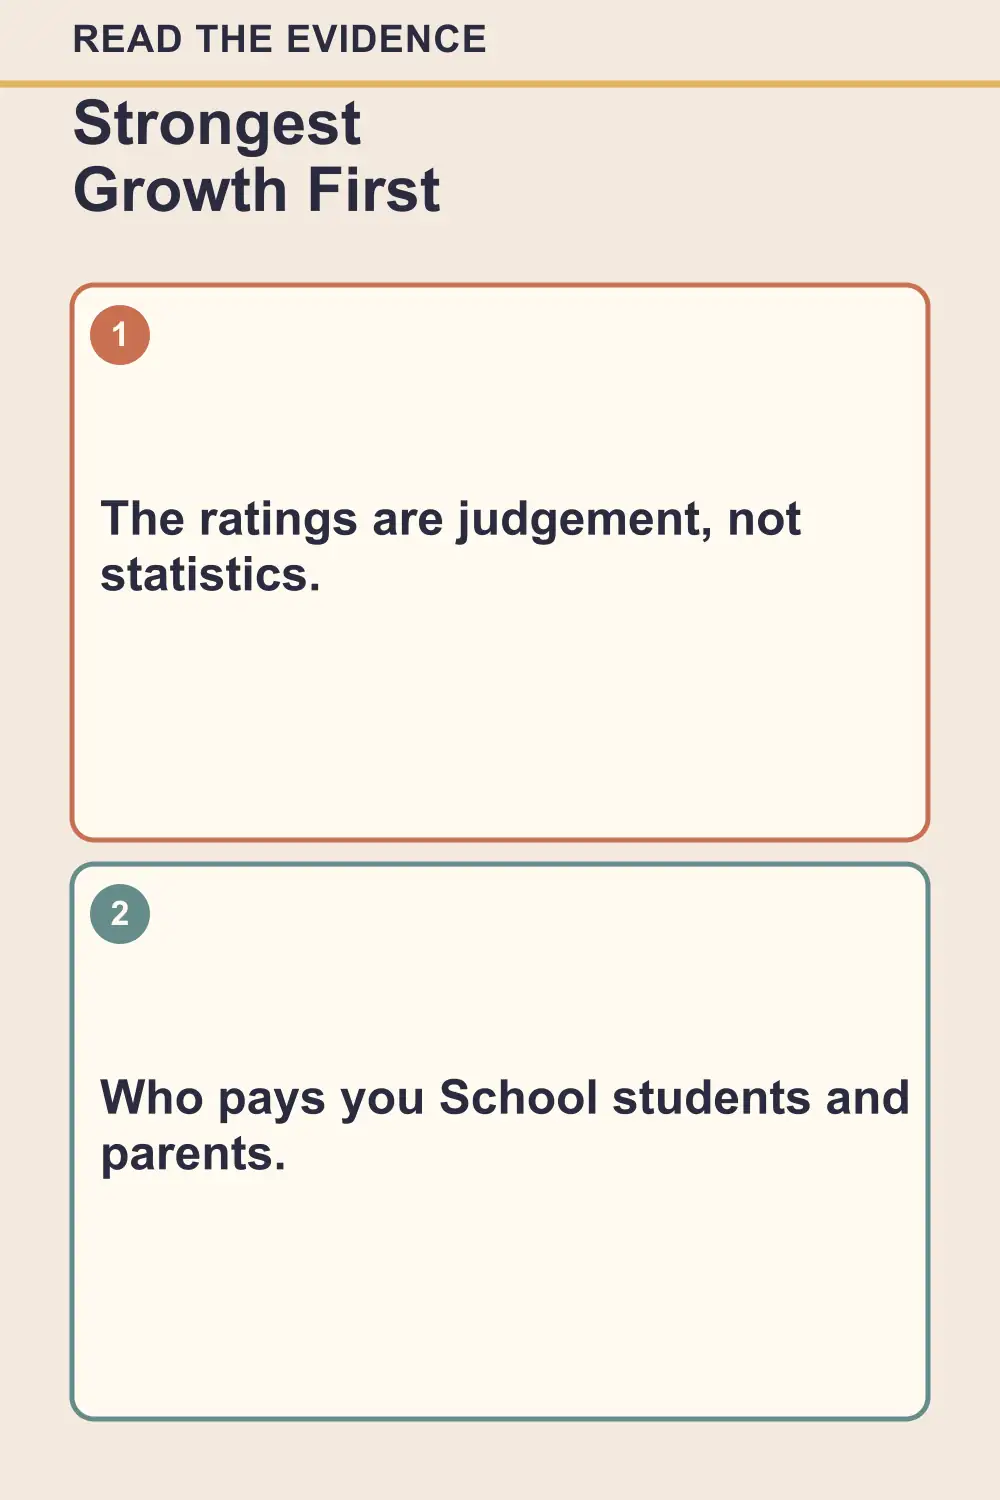 READ THE EVIDENCE
Strongest
Growth First
1
The ratings are judgement, not
statistics.
2
Who pays you School students and
parents.